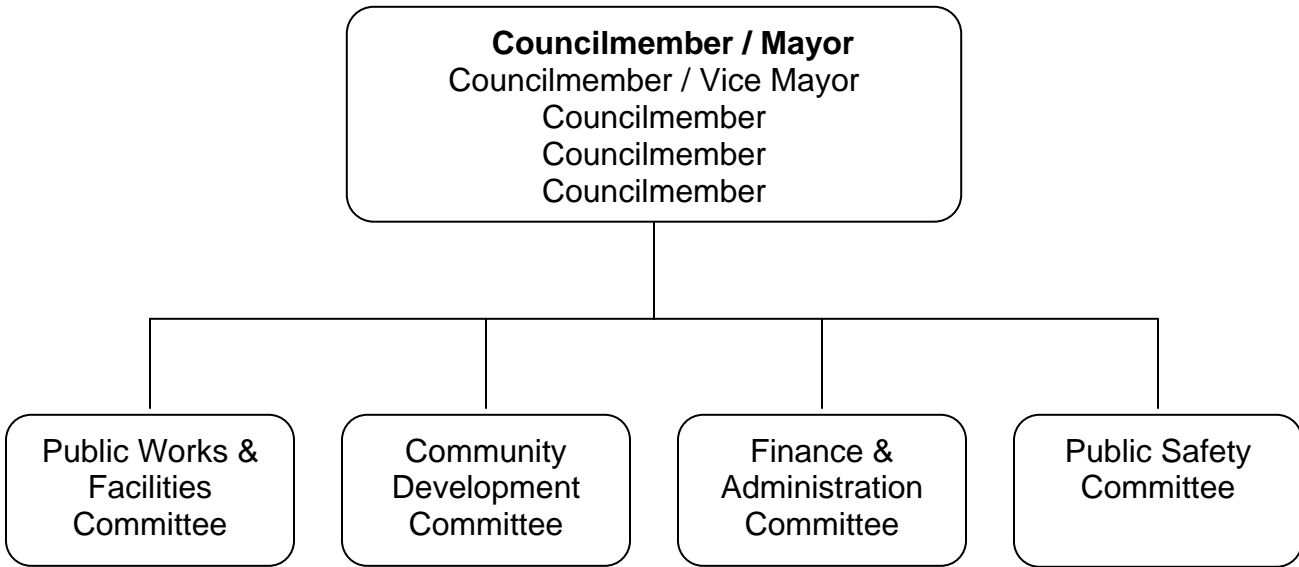 Councilmember / Mayor
Councilmember / Vice Mayor
Councilmember
Councilmember
Councilmember
Public Works &
Facilities
Committee
Community
Development
Committee
Finance &
Administration
Committee
Public Safety
Committee